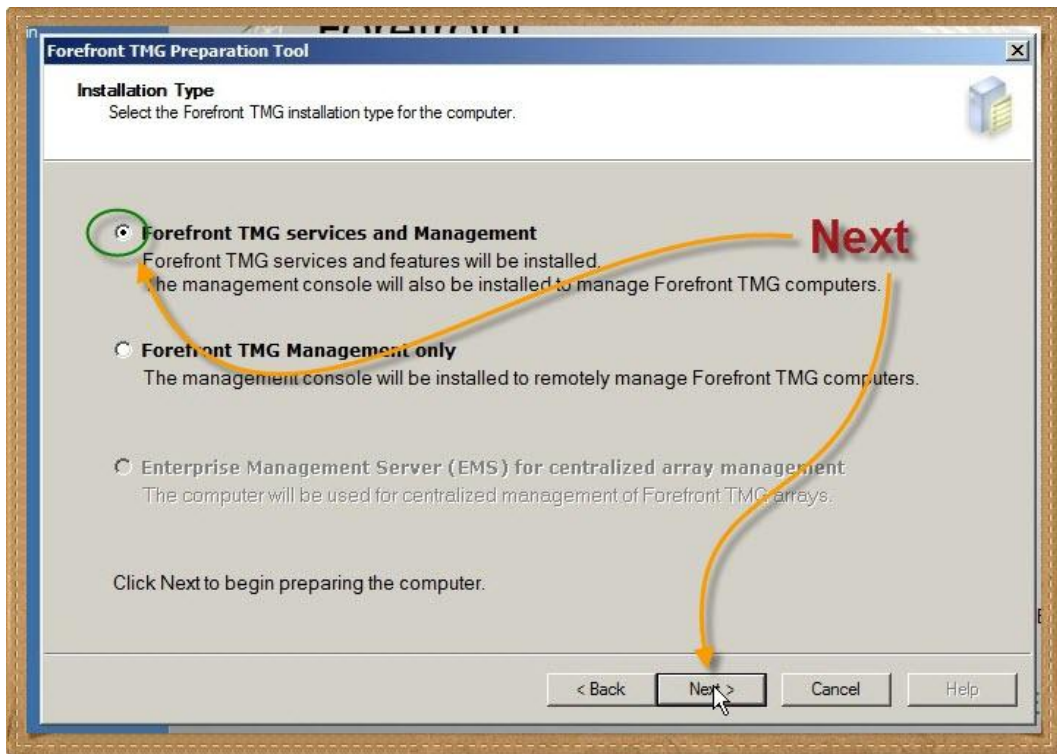 Forefront
in
Forefront TMG Preparation Tool
Installation Type
Select the Forefront TMG installation type for the computer.
Forefront TMG services and Management
Next
Forefront TMG services and features will be installed.
The management console will also be installed to manage Forefront TMG computers.
Forefront TMG Management only
The management console will be installed to remotely manage Forefront TMG computers.
Enterprise Management Server (EMS) for centralized array management
The computer will be used for centralized management of Forefront TMG arrays.
Click Next to begin preparing the computer.
< Back
Next >
Cancel
Help